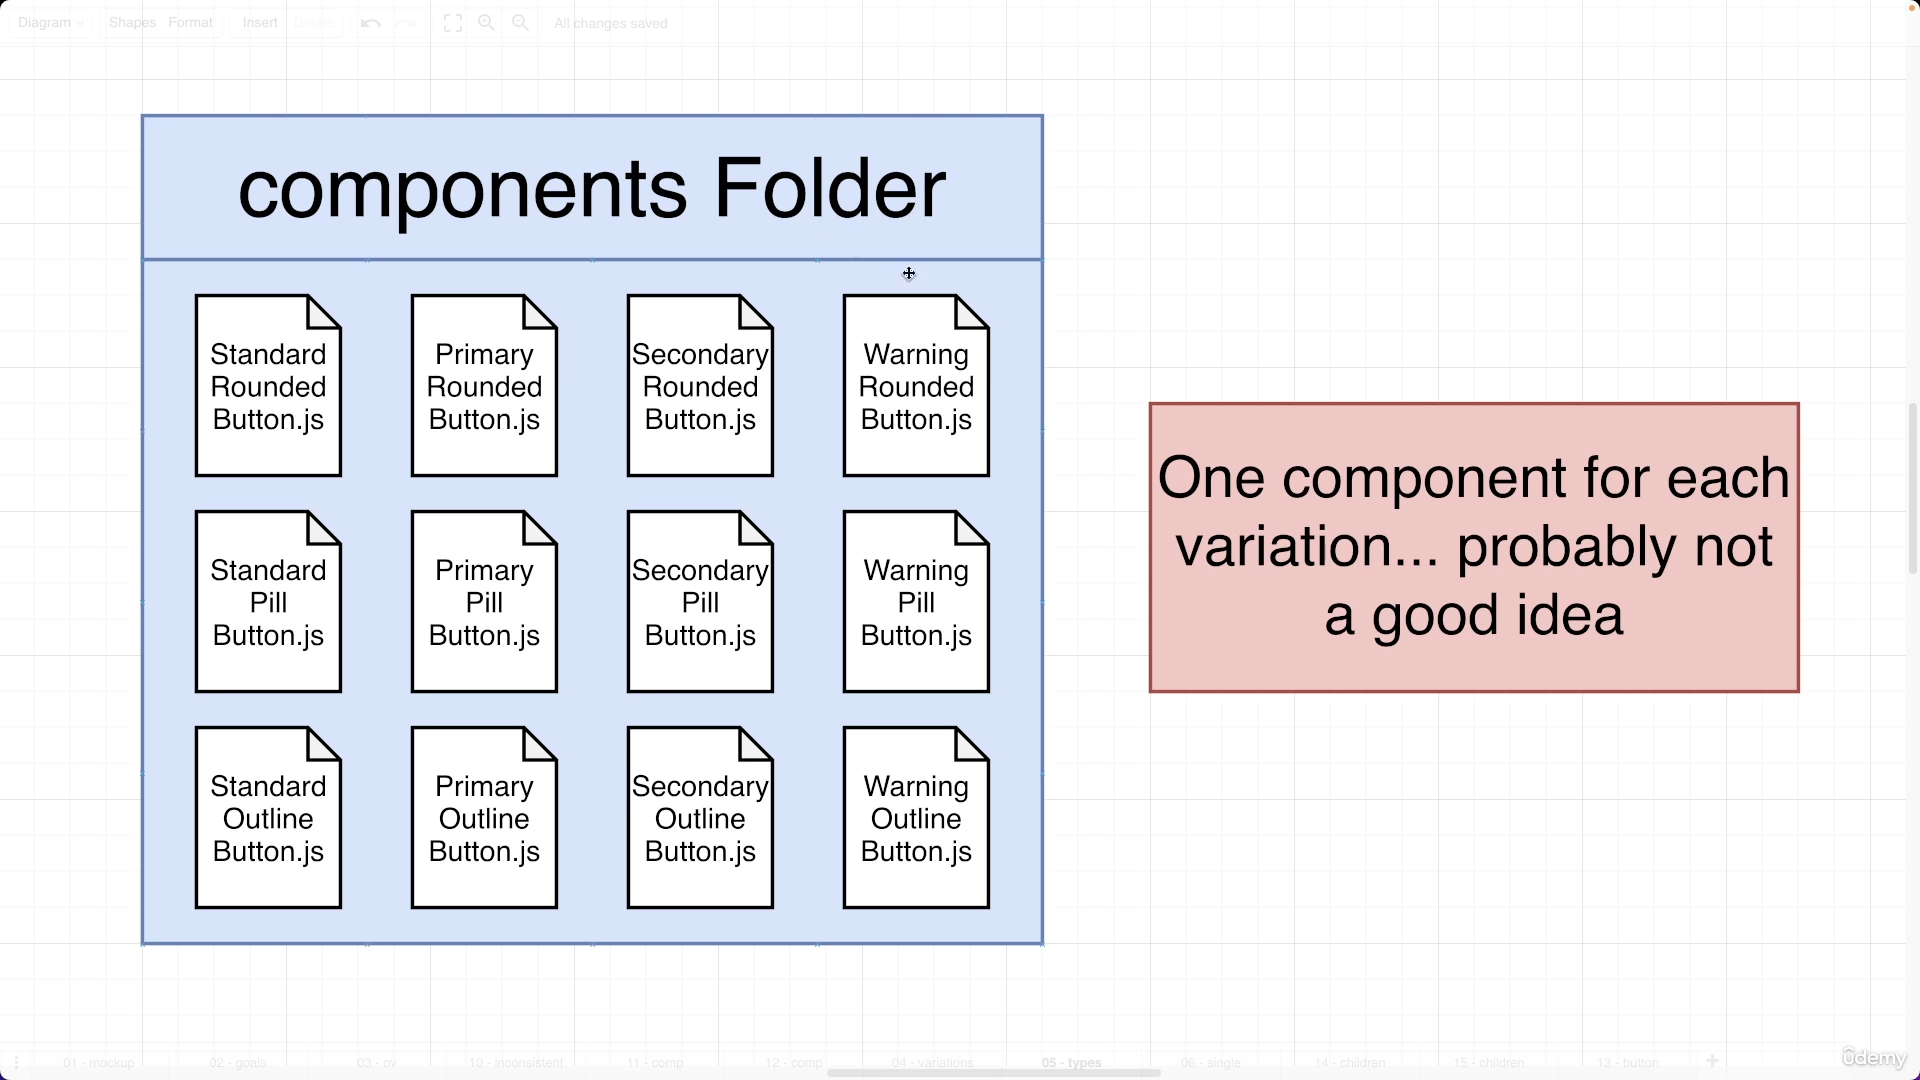 Diagram Shapes Format Insert Delete All changes saved
components Folder
Standard
Rounded
Button.js
Primary
Rounded
Button.js
Secondary
Rounded
Button.js
Warning
Rounded
Button.js
Standard
Pill
Button.js
Primary
Pill
Button.js
Secondary
Pill
Button.js
Warning
Pill
Button.js
Standard
Outline
Button.js
Primary
Outline
Button.js
Secondary
Outline
Button.js
Warning
Outline
Button.js
One component for each
variation... probably not
a good idea
01 - mockup 02 - goals 03 - ov 10 - inconsistent 11 - comp 12 - comp 04 - variations 05 - types 06 - single 14 - children 15 - children 13 - button
ûdemy